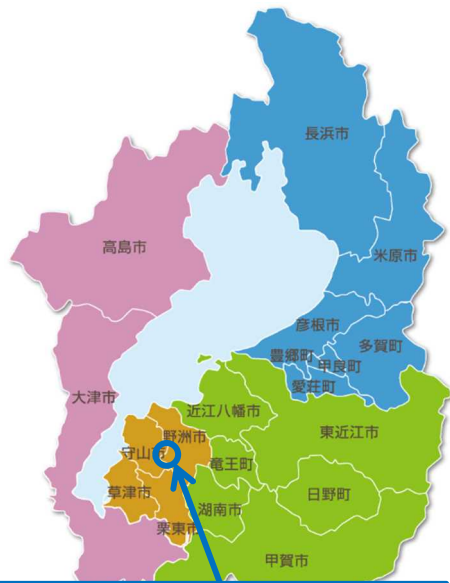 長浜市
高島市
米原市
彦根市
多賀町
豊郷町
甲良町
愛荘町
大津市
近江八幡市
東近江市
野洲市
守山市
竜王町
草津市
日野町
湖南市
栗東市
甲賀市